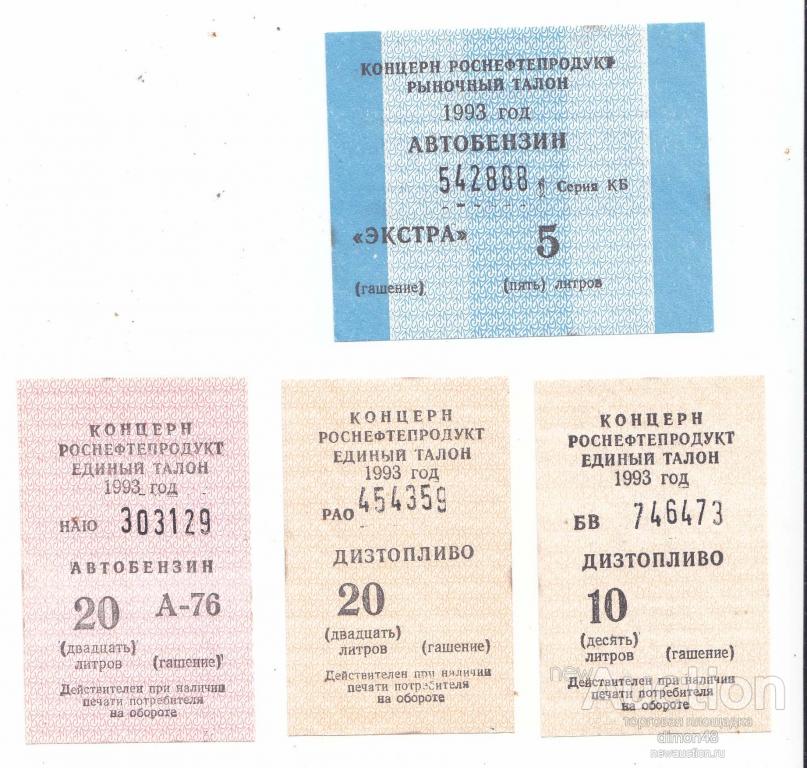 КОНЦЕРН РОСНЕФТЕПРОДУКТ
РЫНОЧНЫЙ ТАЛОН
1993 год
АВТОБЕНЗИН
542888 Серия КБ
«ЭКСТРА» 5
(гашение) (пять) литров
КОНЦЕРН
РОСНЕФТЕПРОДУКТ
ЕДИНЫЙ ТАЛОН
1993 год
НАЮ 303129
АВТОБЕНЗИН
20 А-76
(двадцать)
литров (гашение)
Действителен при наличии
печати потребителя
на обороте
КОНЦЕРН
РОСНЕФТЕПРОДУКТ
ЕДИНЫЙ ТАЛОН
1993 год
РАО 454359
ДИЗТОПЛИВО
20
(двадцать)
литров (гашение)
Действителен при наличии
печати потребителя
на обороте
КОНЦЕРН
РОСНЕФТЕПРОДУКТ
ЕДИНЫЙ ТАЛОН
1993 год
БВ 746473
ДИЗТОПЛИВО
10
(десять)
литров (гашение)
Действителен при наличии
печати потребителя
на обороте
newAuction
торговая площадка
dimon48
newauction.ru